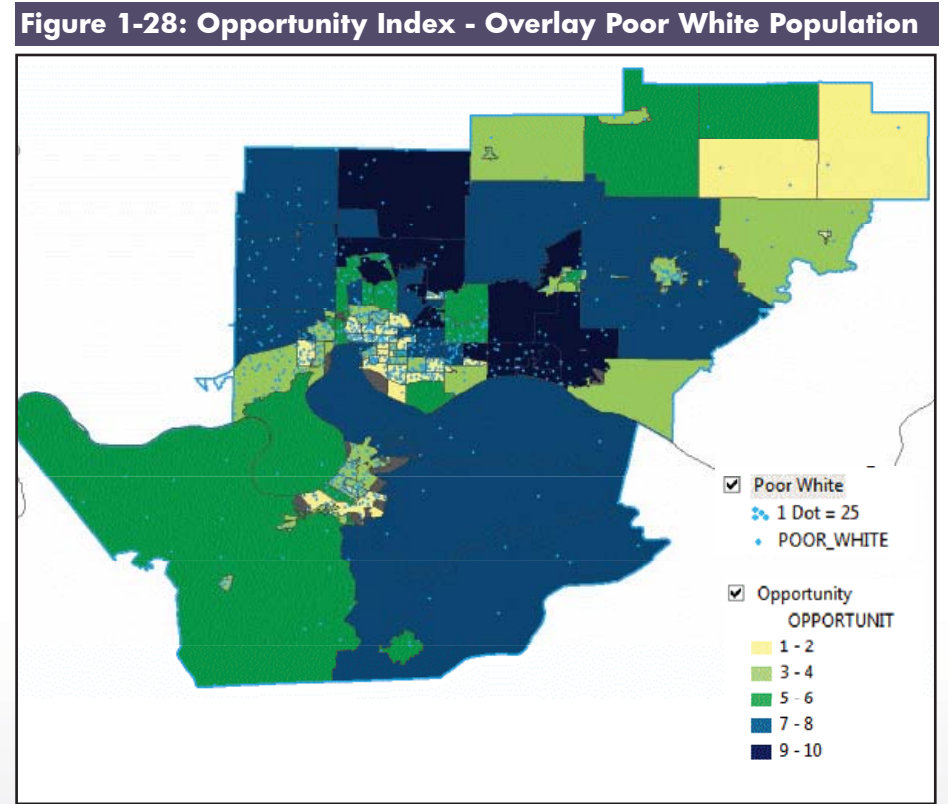 Figure 1-28: Opportunity Index - Overlay Poor White Population
Poor White
1 Dot = 25
POOR_WHITE
Opportunity
OPPORTUNIT
1 - 2
3 - 4
5 - 6
7 - 8
9 - 10